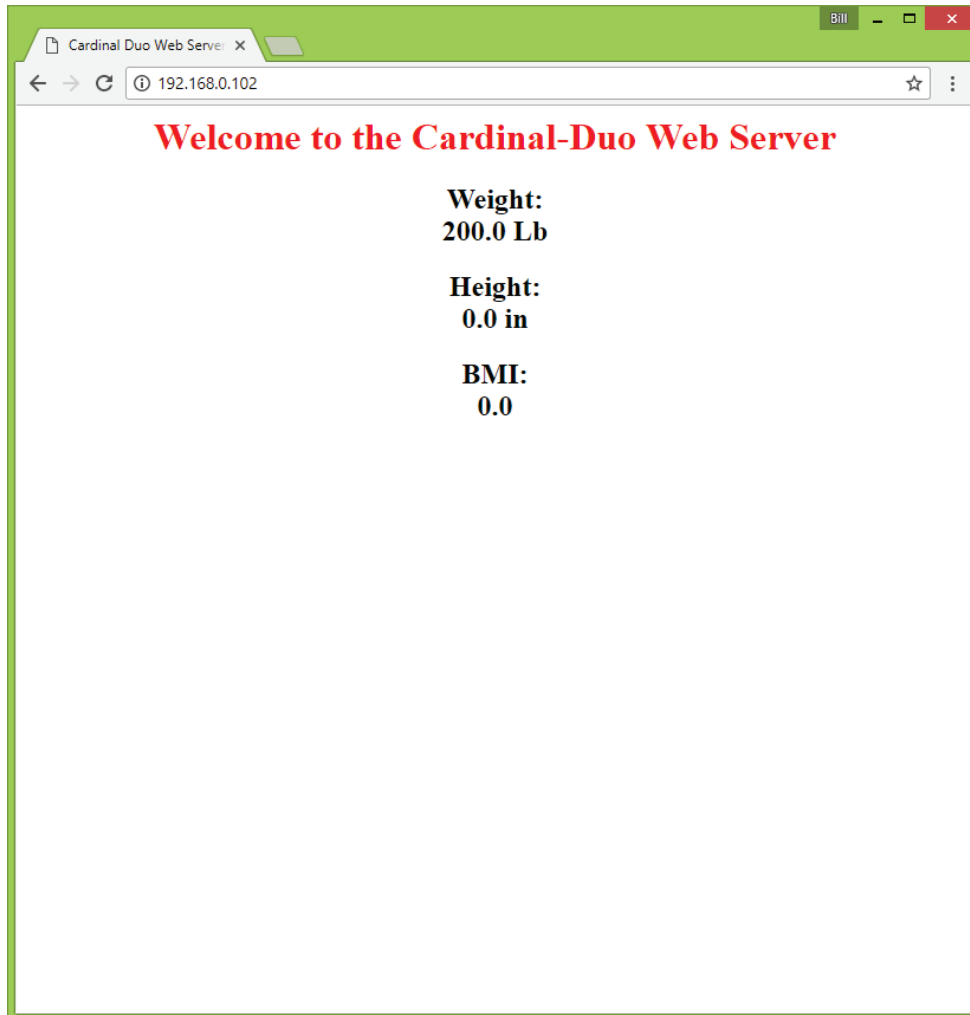 Bill
Cardinal Duo Web Server
192.168.0.102
Welcome to the Cardinal-Duo Web Server
Weight:
200.0 Lb
Height:
0.0 in
BMI:
0.0